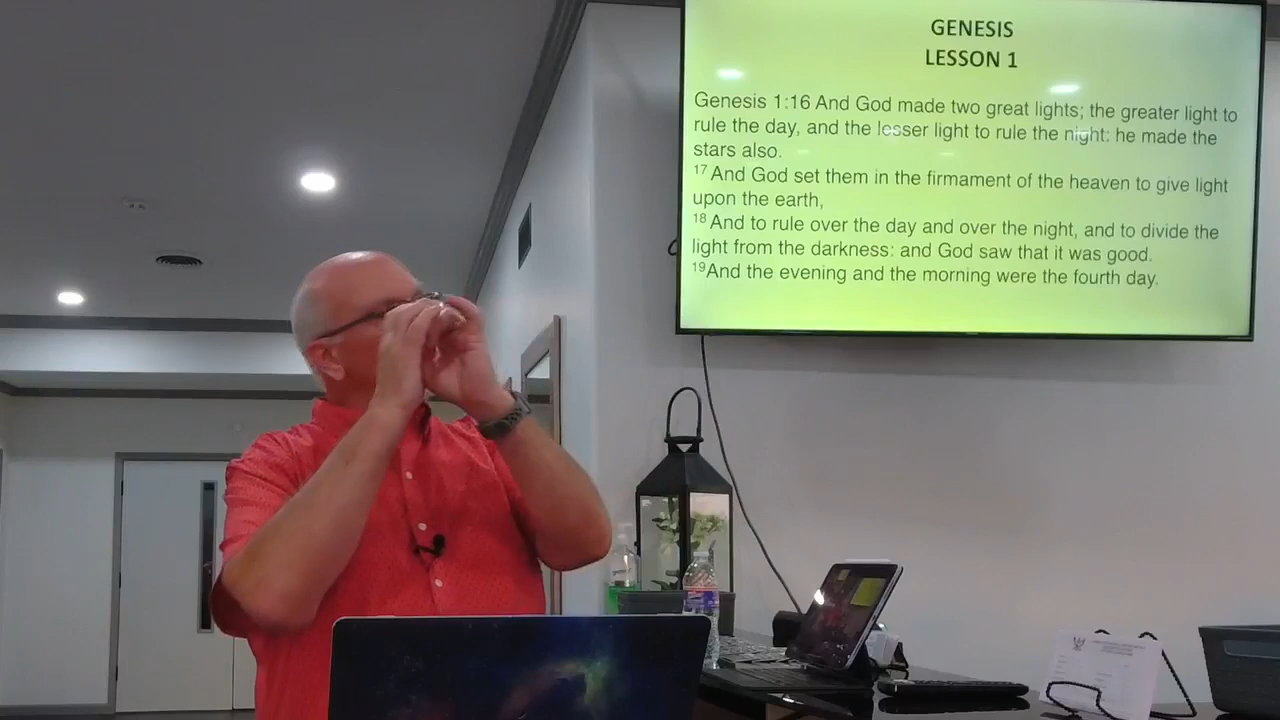 GENESIS
LESSON 1
Genesis 1:16 And God made two great lights; the greater light to
rule the day, and the lesser light to rule the night: he made the
stars also.
17 And God set them in the firmament of the heaven to give light
upon the earth,
18 And to rule over the day and over the night, and to divide the
light from the darkness: and God saw that it was good.
19And the evening and the morning were the fourth day.